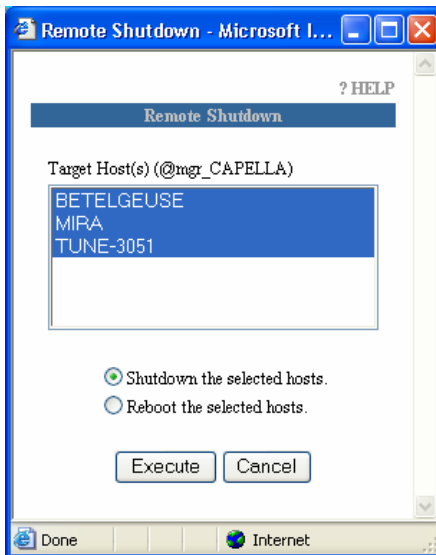 Remote Shutdown - Microsoft I...
? HELP
Remote Shutdown
Target Host(s) (@mgr_CAPELLA)
BETELGEUSE
MIRA
TUNE-3051
Shutdown the selected hosts.
Reboot the selected hosts.
Execute Cancel
Done Internet